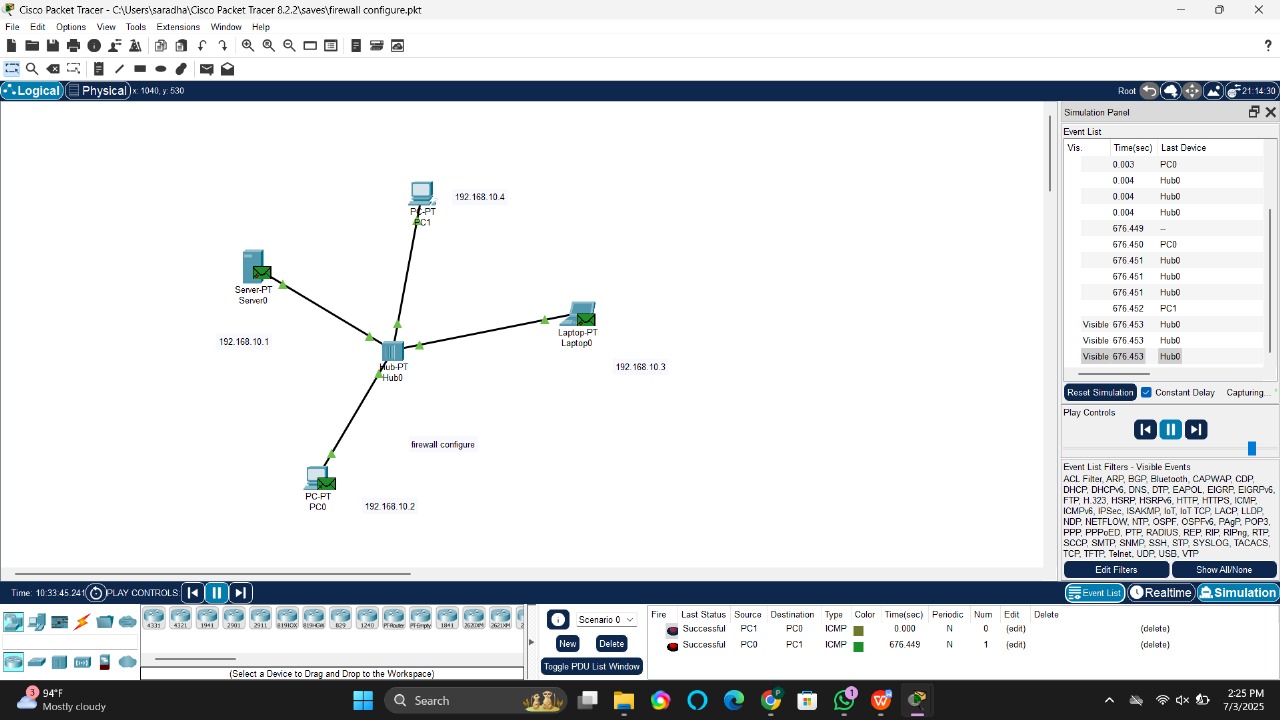 Cisco Packet Tracer - C:\Users\saradha\Cisco Packet Tracer 8.2.2\saves\firewall configure.pkt
File Edit Options View Tools Extensions Window Help
Logical Physical x: 1040, y: 530 Root 21:14:30
PC-PT
PC1
192.168.10.4
Server-PT
Server0
192.168.10.1
Laptop-PT
Laptop0
192.168.10.3
Hub-PT
Hub0
firewall configure
PC-PT
PC0
192.168.10.2
Simulation Panel
Event List
Vis. Time(sec) Last Device
0.003 PC0
0.004 Hub0
0.004 Hub0
0.004 Hub0
676.449 --
676.450 PC0
676.451 Hub0
676.451 Hub0
676.451 Hub0
676.452 PC1
Visible 676.453 Hub0
Visible 676.453 Hub0
Visible 676.453 Hub0
Reset Simulation Constant Delay Capturing...
Play Controls
Event List Filters - Visible Events
ACL Filter, ARP, BGP, Bluetooth, CAPWAP, CDP,
DHCP, DHCPv6, DNS, DTP, EAPOL, EIGRP, EIGRPv6,
FTP, H.323, HSRP, HSRPv6, HTTP, HTTPS, ICMP,
ICMPv6, IPSec, ISAKMP, IoT, IoT TCP, LACP, LLDP,
NDP, NETFLOW, NTP, OSPF, OSPFv6, PAgP, POP3,
PPP, PPPoED, PTP, RADIUS, REP, RIP, RIPng, RTP,
SCCP, SMTP, SNMP, SSH, STP, SYSLOG, TACACS,
TCP, TFTP, Telnet, UDP, USB, VTP
Edit Filters Show All/None
Time: 10:33:45.241 PLAY CONTROLS: Event List Realtime Simulation
4331 4321 1941 2901 2911 819IOX 819HGW 829 1240 PT-Router PT-Empty 1841 2620XM 2621XM
(Select a Device to Drag and Drop to the Workspace)
Scenario 0
New Delete
Toggle PDU List Window
Fire Last Status Source Destination Type Color Time(sec) Periodic Num Edit Delete
Successful PC1 PC0 ICMP 0.000 N 0 (edit) (delete)
Successful PC0 PC1 ICMP 676.449 N 1 (edit) (delete)
3 94°F
Mostly cloudy
Search
P
1
2:25 PM
7/3/2025